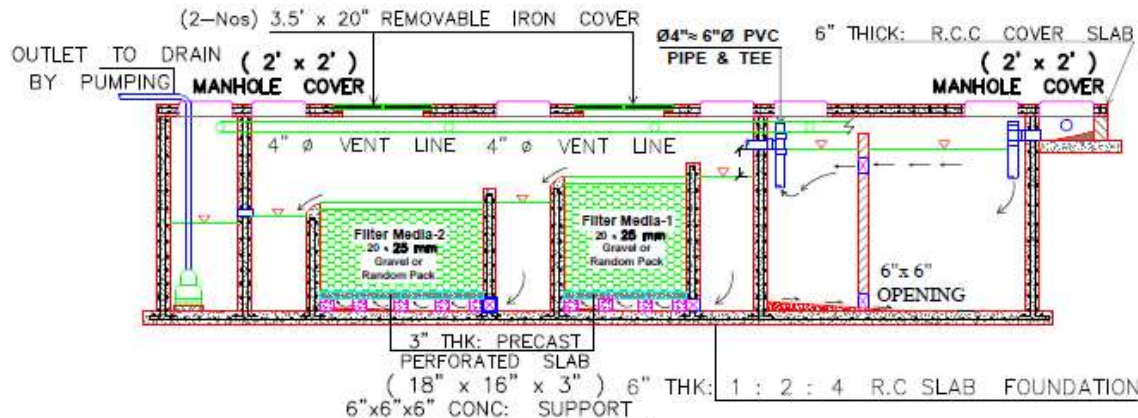 (2-Nos) 3.5' x 20" REMOVABLE IRON COVER
OUTLET TO DRAIN
BY PUMPING
( 2' x 2' )
MANHOLE COVER
Ø4"≈ 6"Ø PVC
PIPE & TEE
6" THICK: R.C.C COVER SLAB
( 2' x 2' )
MANHOLE COVER
4" ø VENT LINE 4" ø VENT LINE
Filter Media-2
20 - 25 mm
Gravel or
Random Pack
Filter Media-1
20 - 25 mm
Gravel or
Random Pack
6"x 6"
OPENING
3" THK: PRECAST
PERFORATED SLAB
( 18" x 16" x 3" )
6"x6"x6" CONC: SUPPORT
6" THK: 1 : 2 : 4 R.C SLAB FOUNDATION